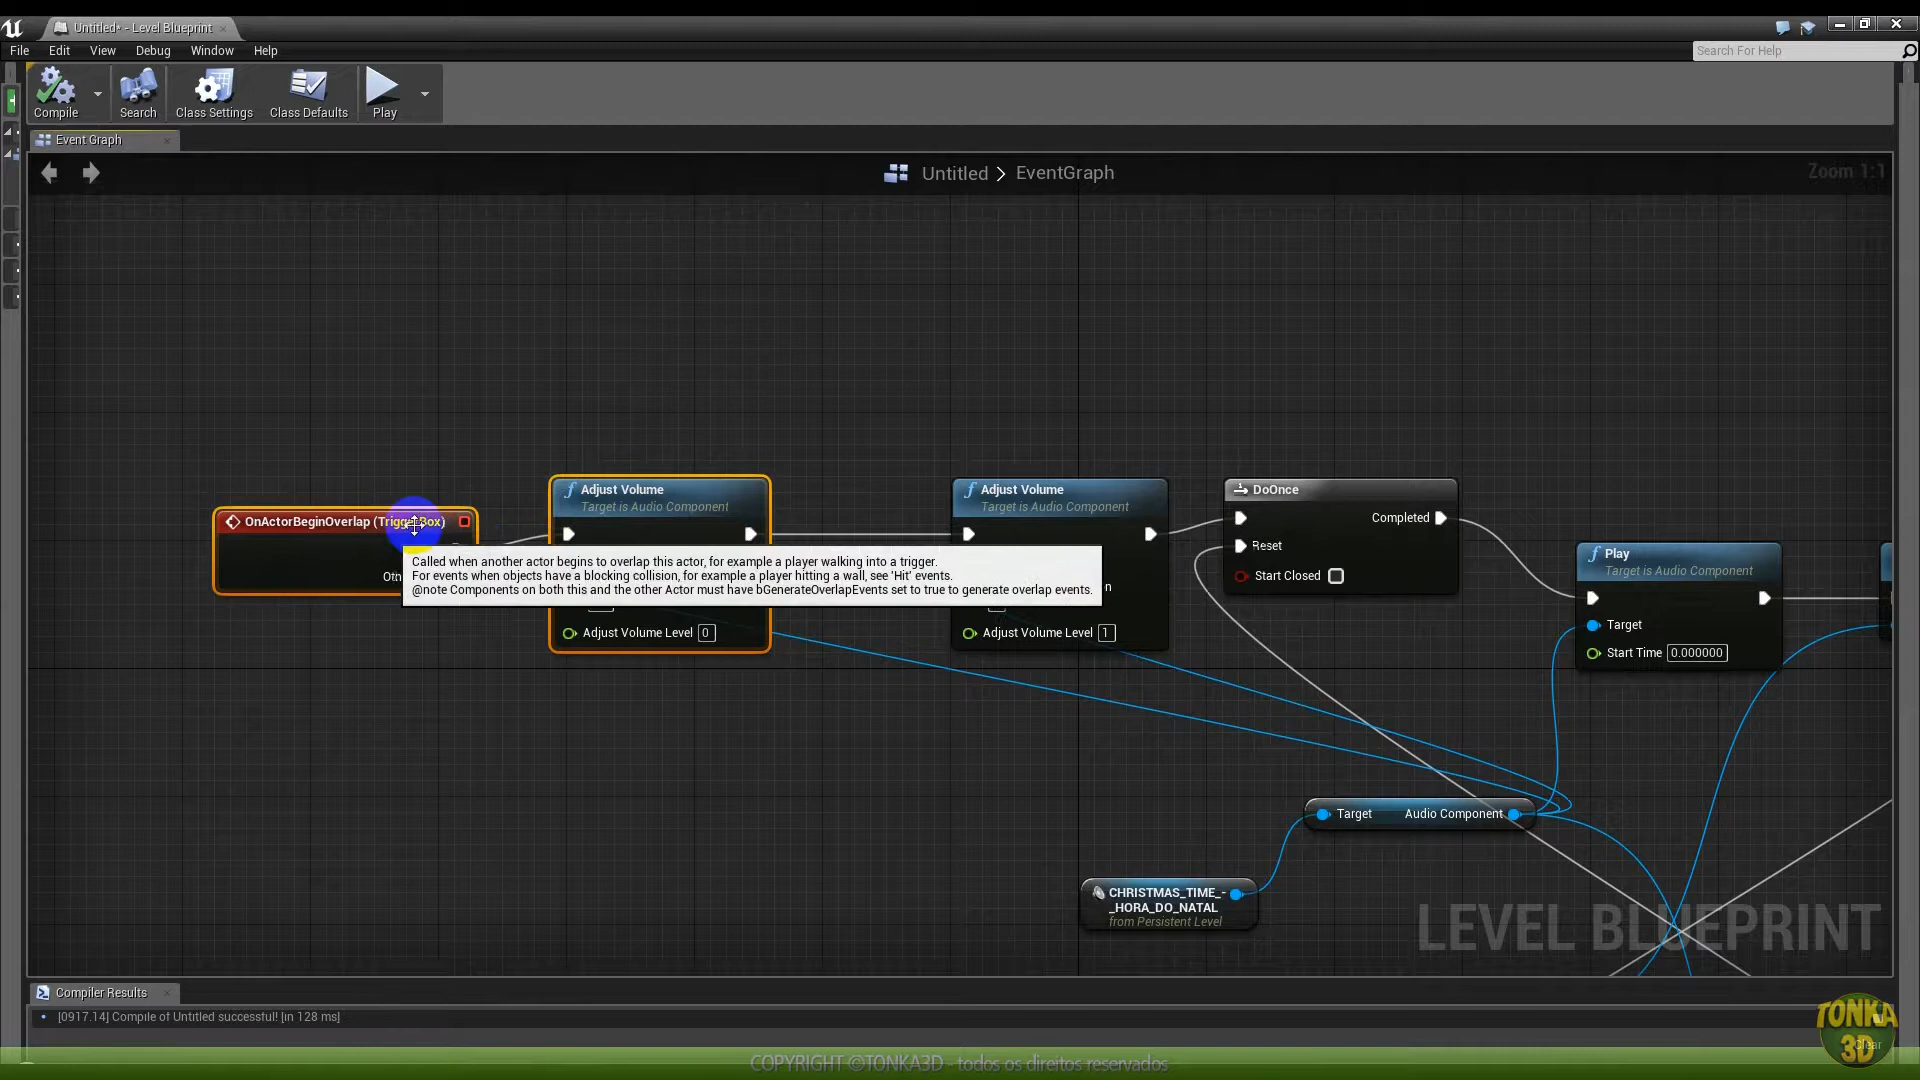 Untitled* - Level Blueprint
File Edit View Debug Window Help
Search For Help
Compile
Search
Class Settings
Class Defaults
Play
Event Graph
Untitled > EventGraph
Zoom 1:1
OnActorBeginOverlap (TriggerBox)
Oth
Adjust Volume
Target is Audio Component
Adjust Volume Level 0
Adjust Volume
Target is Audio Component
n
Adjust Volume Level 1
Called when another actor begins to overlap this actor, for example a player walking into a trigger.
For events when objects have a blocking collision, for example a player hitting a wall, see 'Hit' events.
@note Components on both this and the other Actor must have bGenerateOverlapEvents set to true to generate overlap events.
DoOnce
Completed
Reset
Start Closed
Play
Target is Audio Component
Target
Start Time 0.000000
Target Audio Component
CHRISTMAS_TIME_-
_HORA_DO_NATAL
from Persistent Level
LEVEL BLUEPRINT
Compiler Results
[0917.14] Compile of Untitled successful! [in 128 ms]
TONKA
3D
Clear
COPYRIGHT ©TONKA3D - todos os direitos reservados